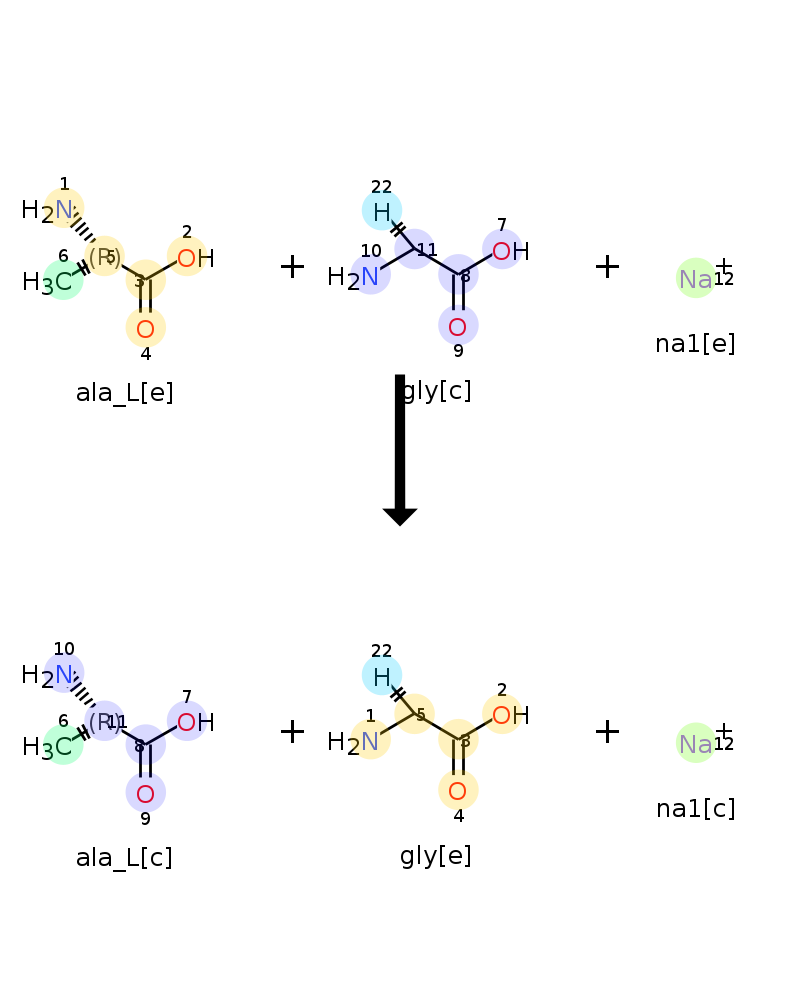 1
H2N
6
H3C
(R)
5
3
2
OH
O
4
+
22
H
10
H2N
11
8
7
OH
O
9
+
Na+
12
ala_L[e]
gly[c]
na1[e]
10
H2N
6
H3C
(R)
11
8
7
OH
O
9
+
22
H
1
H2N
5
3
2
OH
O
4
+
Na+
12
ala_L[c]
gly[e]
na1[c]